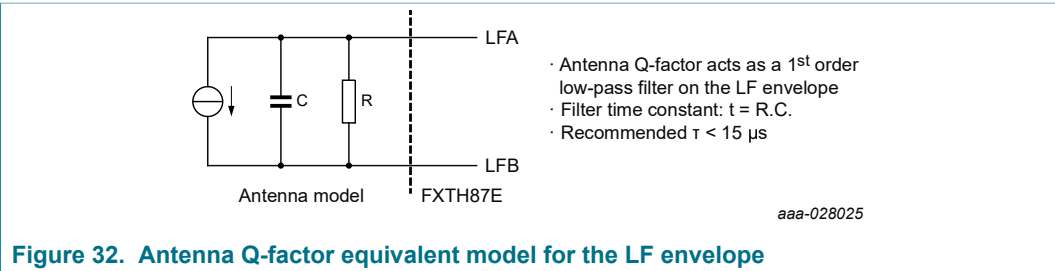 LFA
C
R
LFB
Antenna model
FXTH87E
· Antenna Q-factor acts as a 1st order
low-pass filter on the LF envelope
· Filter time constant: t = R.C.
· Recommended τ < 15 μs
aaa-028025
Figure 32. Antenna Q-factor equivalent model for the LF envelope